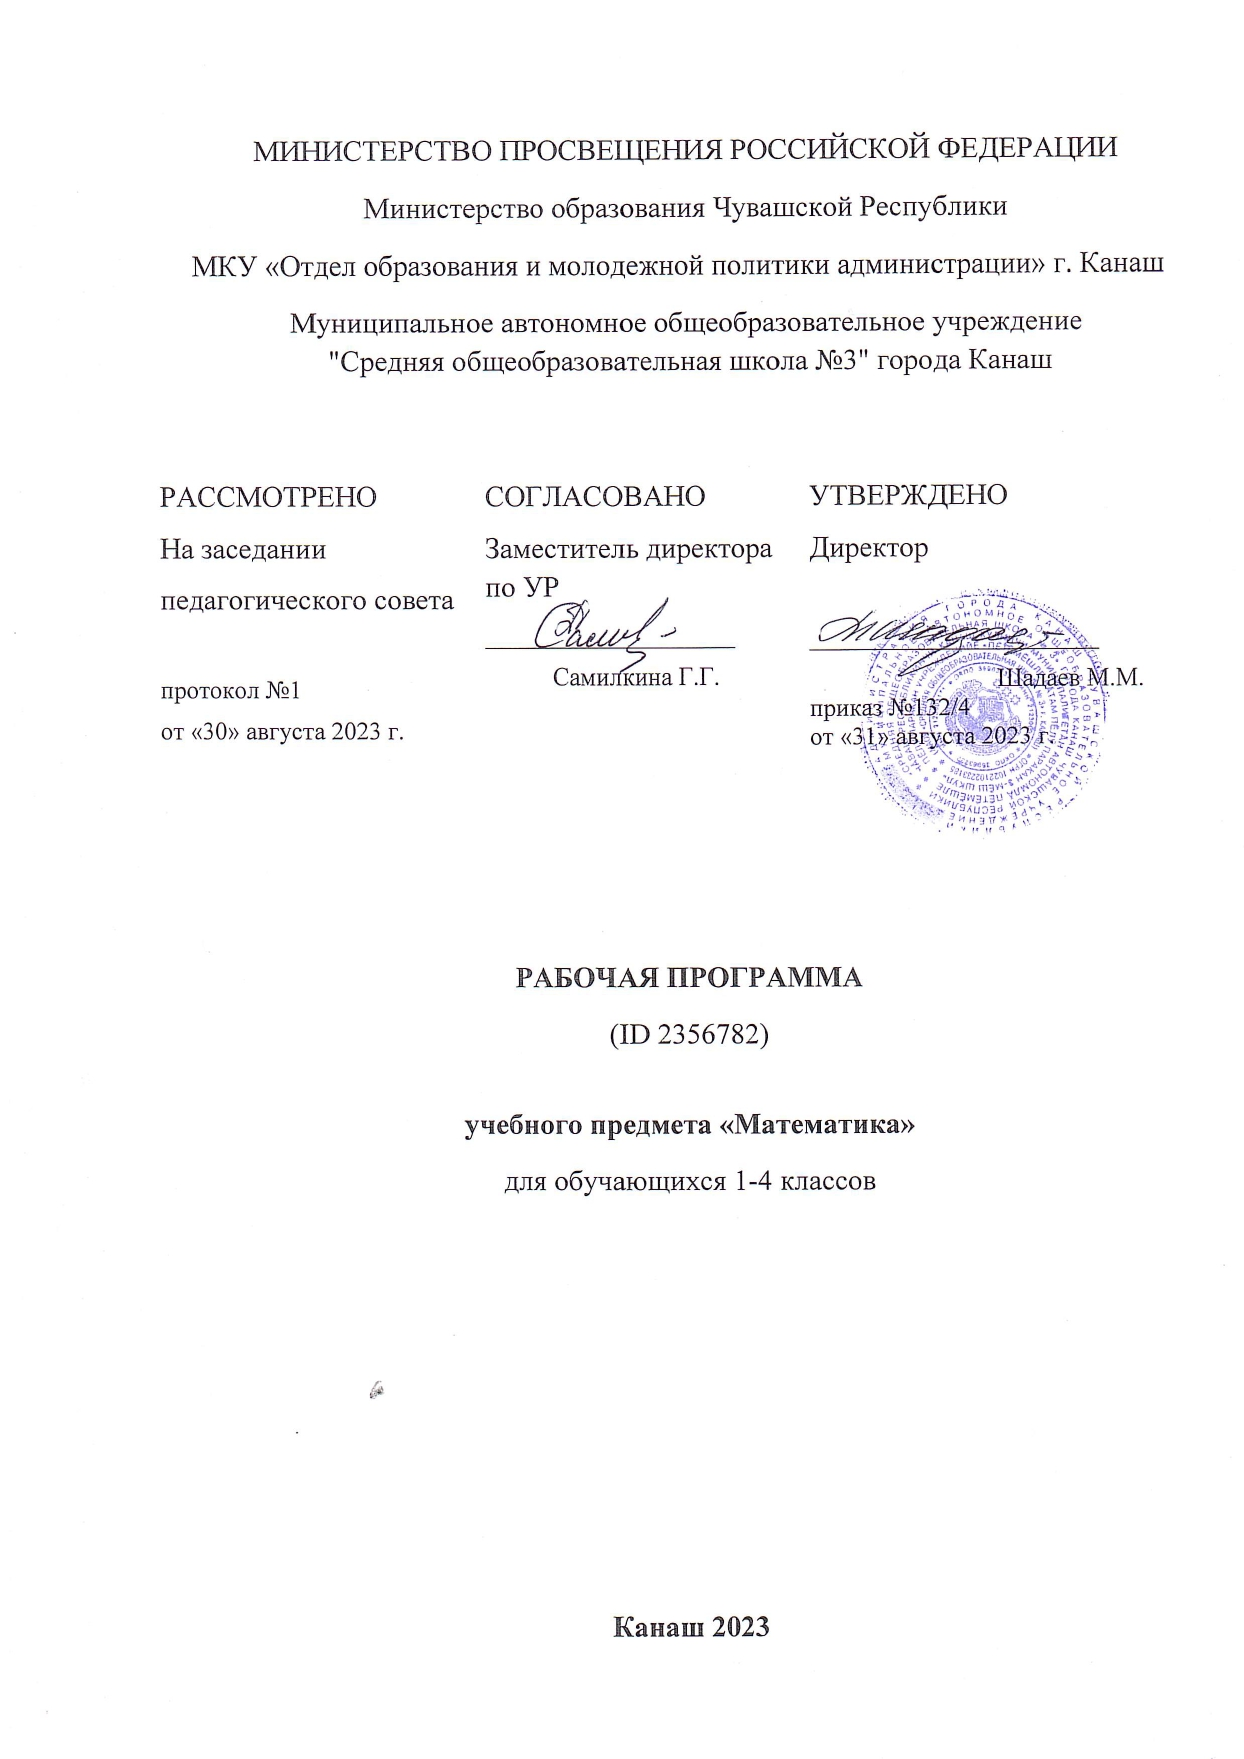 МИНИСТЕРСТВО ПРОСВЕЩЕНИЯ РОССИЙСКОЙ ФЕДЕРАЦИИ
Министерство образования Чувашской Республики
МКУ «Отдел образования и молодежной политики администрации» г. Канаш
Муниципальное автономное общеобразовательное учреждение
"Средняя общеобразовательная школа №3" города Канаш
РАССМОТРЕНО
На заседании
педагогического совета
протокол №1
от «30» августа 2023 г.
СОГЛАСОВАНО
Заместитель директора
по УР
Самилкина Г.Г.
УТВЕРЖДЕНО
Директор
Шадаев М.М.
приказ №132/4
от «31» августа 2023 г.
РАБОЧАЯ ПРОГРАММА
(ID 2356782)
учебного предмета «Математика»
для обучающихся 1-4 классов
Канаш 2023